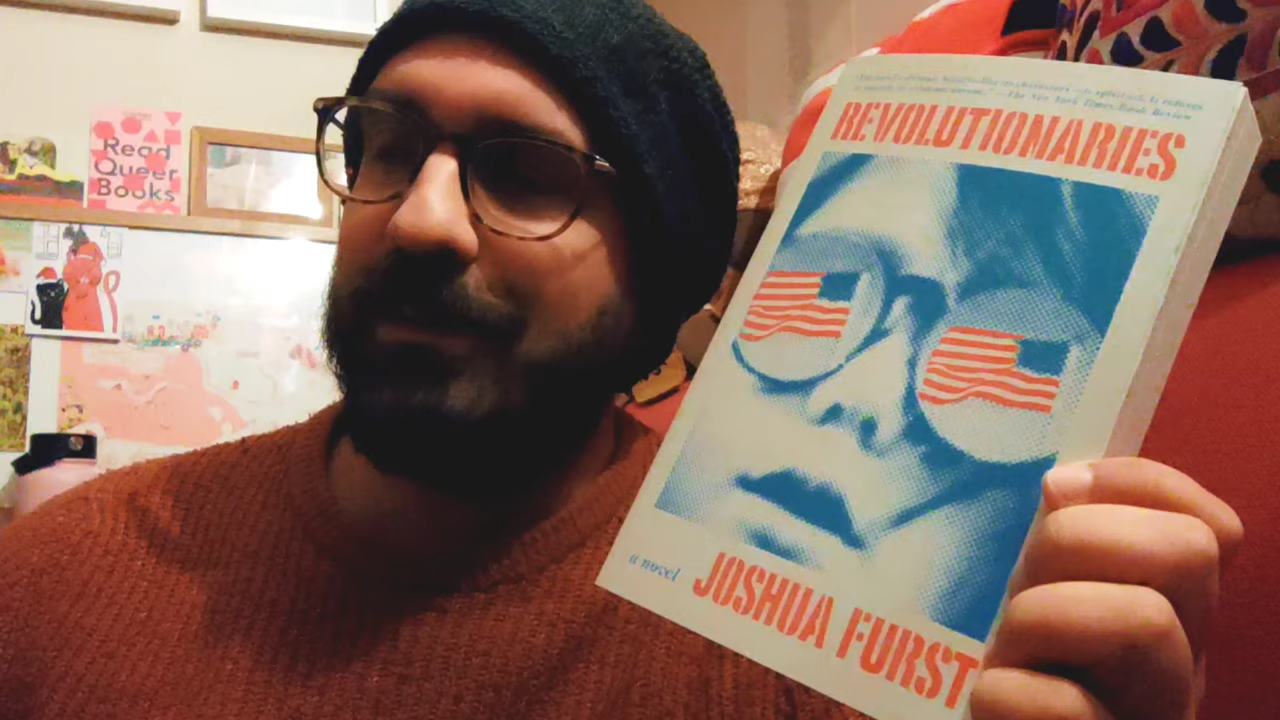 Read
Queer
Books
The New York Times Book Review
REVOLUTIONARIES
a novel
JOSHUA FURST